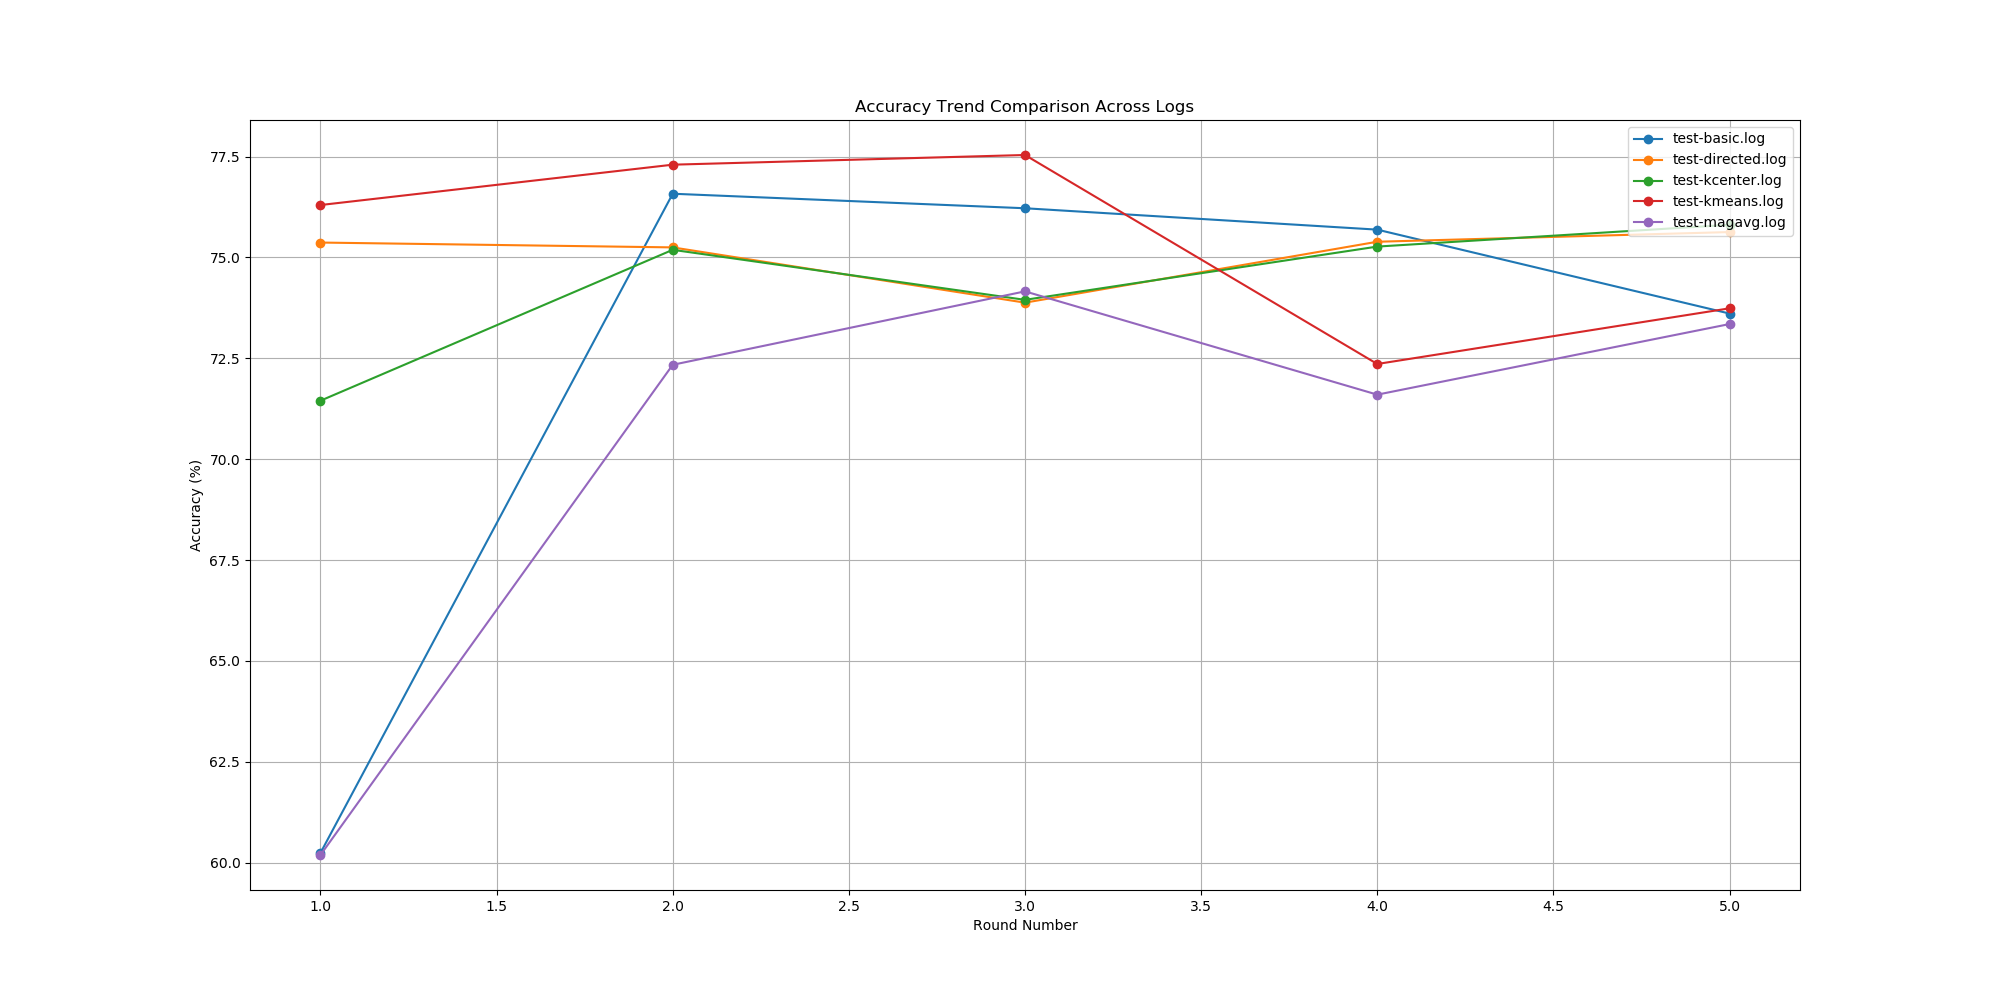 Accuracy Trend Comparison Across Logs
test-basic.log
test-directed.log
test-kcenter.log
test-kmeans.log
test-magavg.log
77.5
75.0
72.5
70.0
67.5
65.0
62.5
60.0
Accuracy (%)
1.0 1.5 2.0 2.5 3.0 3.5 4.0 4.5 5.0
Round Number